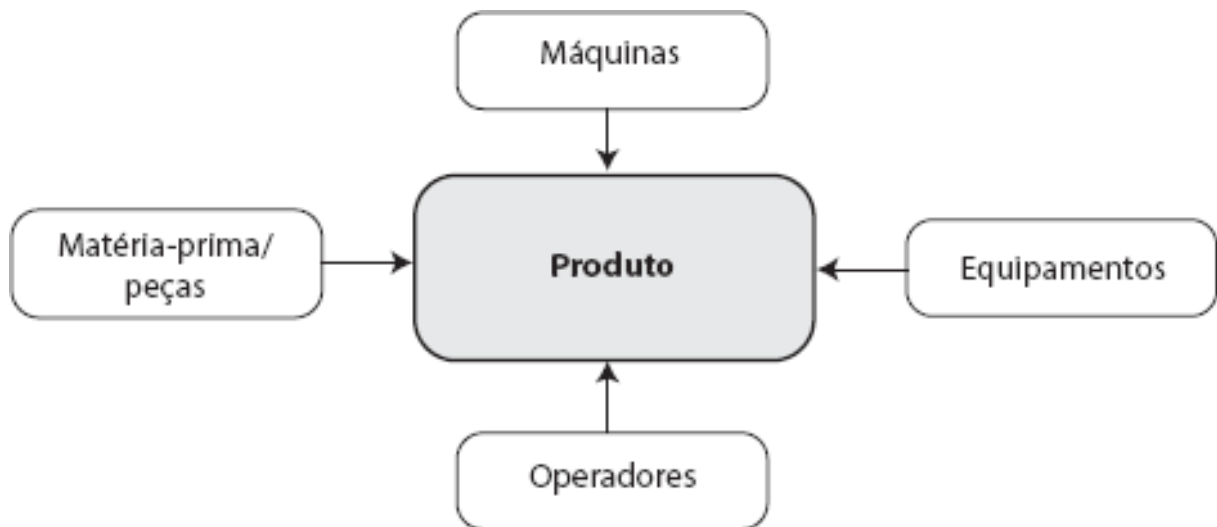 Máquinas
Matéria-prima/
peças
Produto
Equipamentos
Operadores